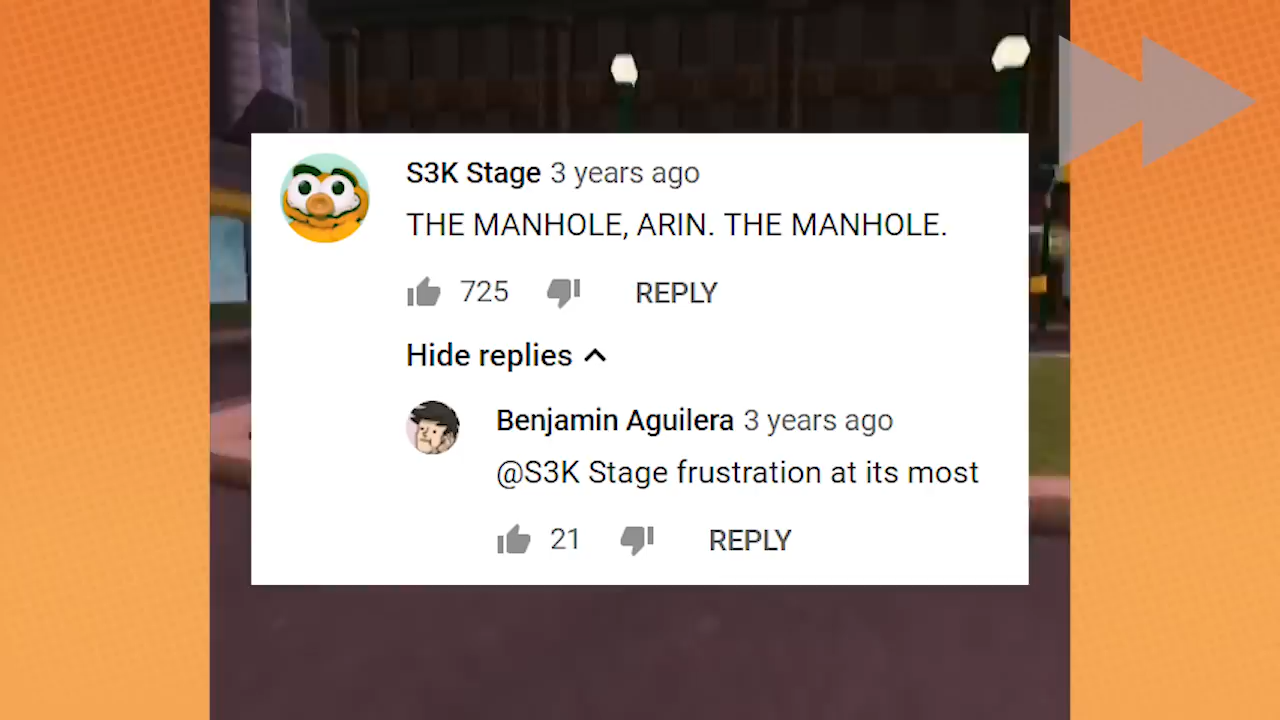 S3K Stage 3 years ago
THE MANHOLE, ARIN. THE MANHOLE.
725 REPLY
Hide replies
Benjamin Aguilera 3 years ago
@S3K Stage frustration at its most
21 REPLY